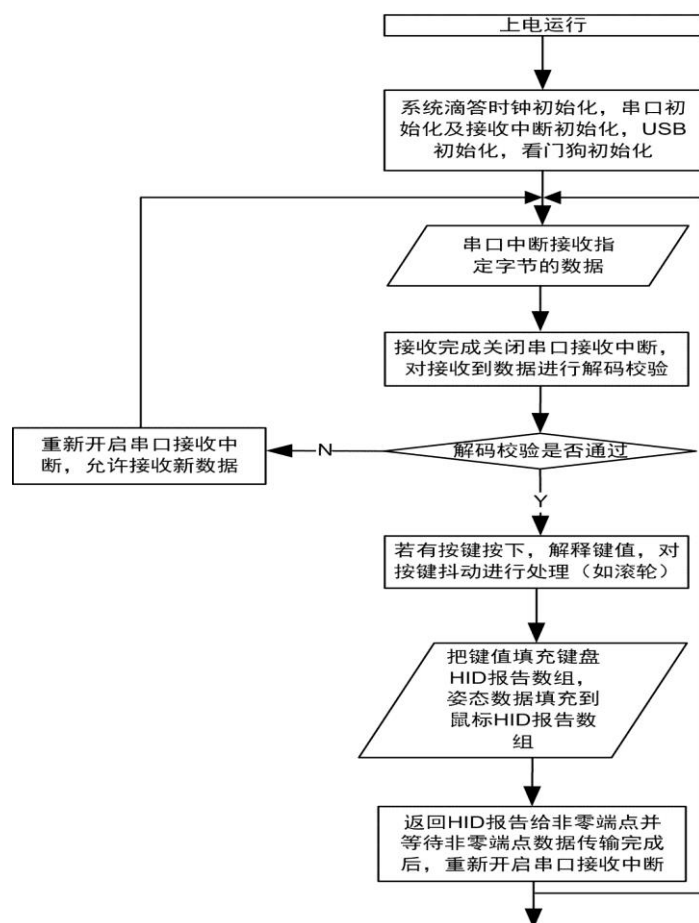 上电运行
系统滴答时钟初始化，串口初
始化及接收中断初始化，USB
初始化，看门狗初始化
串口中断接收指
定字节的数据
接收完成关闭串口接收中断，
对接收到数据进行解码校验
重新开启串口接收中
断，允许接收新数据
N
解码校验是否通过
Y
若有按键按下，解释键值，对
按键抖动进行处理（如滚轮）
把键值填充键盘
HID报告数组，
姿态数据填充到
鼠标HID报告数
组
返回HID报告给非零端点并
等待非零端点数据传输完成
后，重新开启串口接收中断